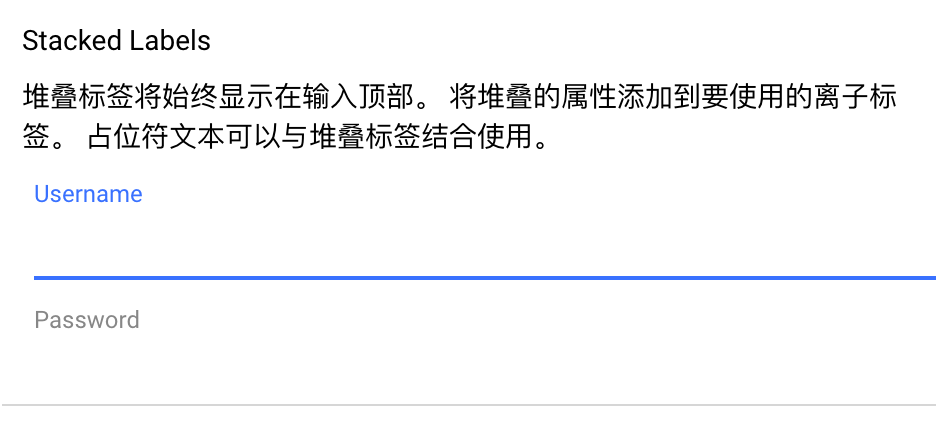 Stacked Labels
堆叠标签将始终显示在输入顶部。 将堆叠的属性添加到要使用的离子标
签。 占位符文本可以与堆叠标签结合使用。
Username
Password